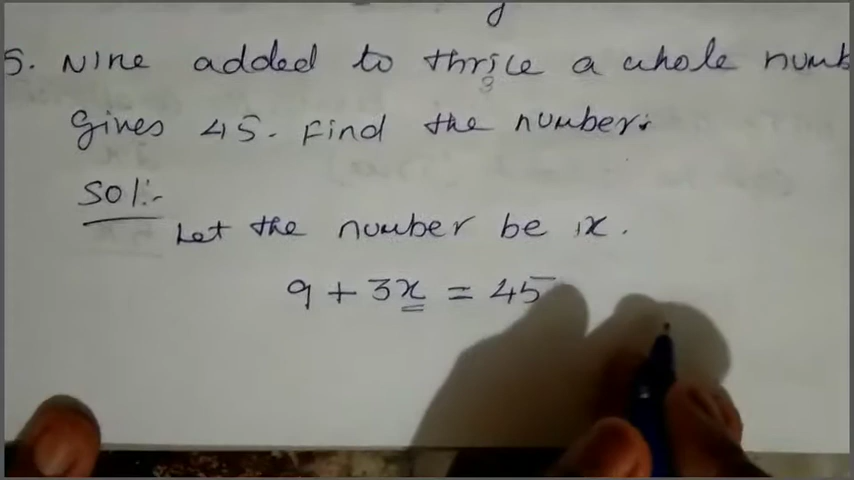 5. Nine added to thrice a whole numb
gives 45. Find the number.
Sol:-
Let the number be x.
9 + 3x = 45